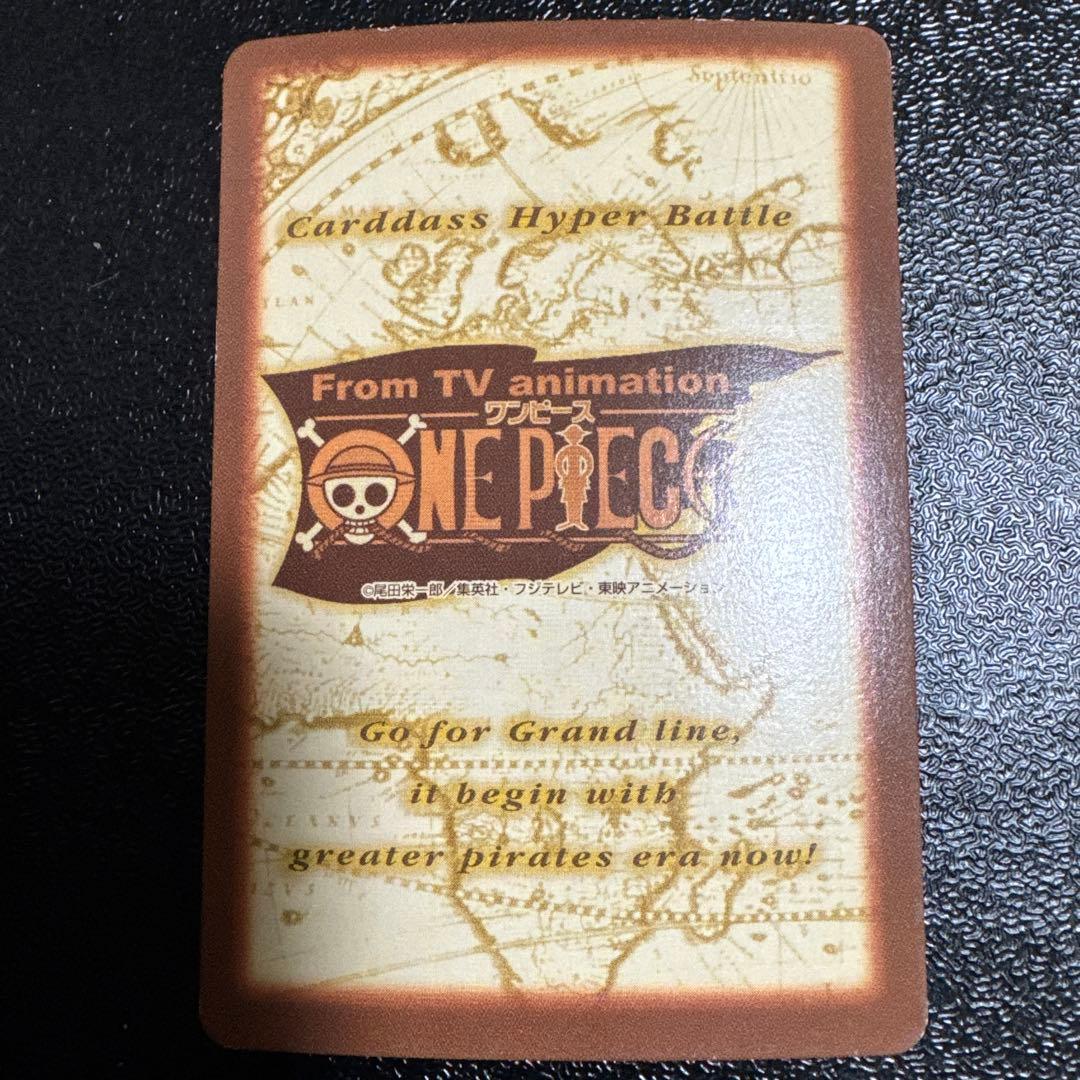 Septentrio
Carddass Hyper Battle
YLAN
From TV animation
ワンピース
ONE PIECE
©尾田栄一郎／集英社・フジテレビ・東映アニメーション
Go for Grand line,
it begin with
greater pirates era now!